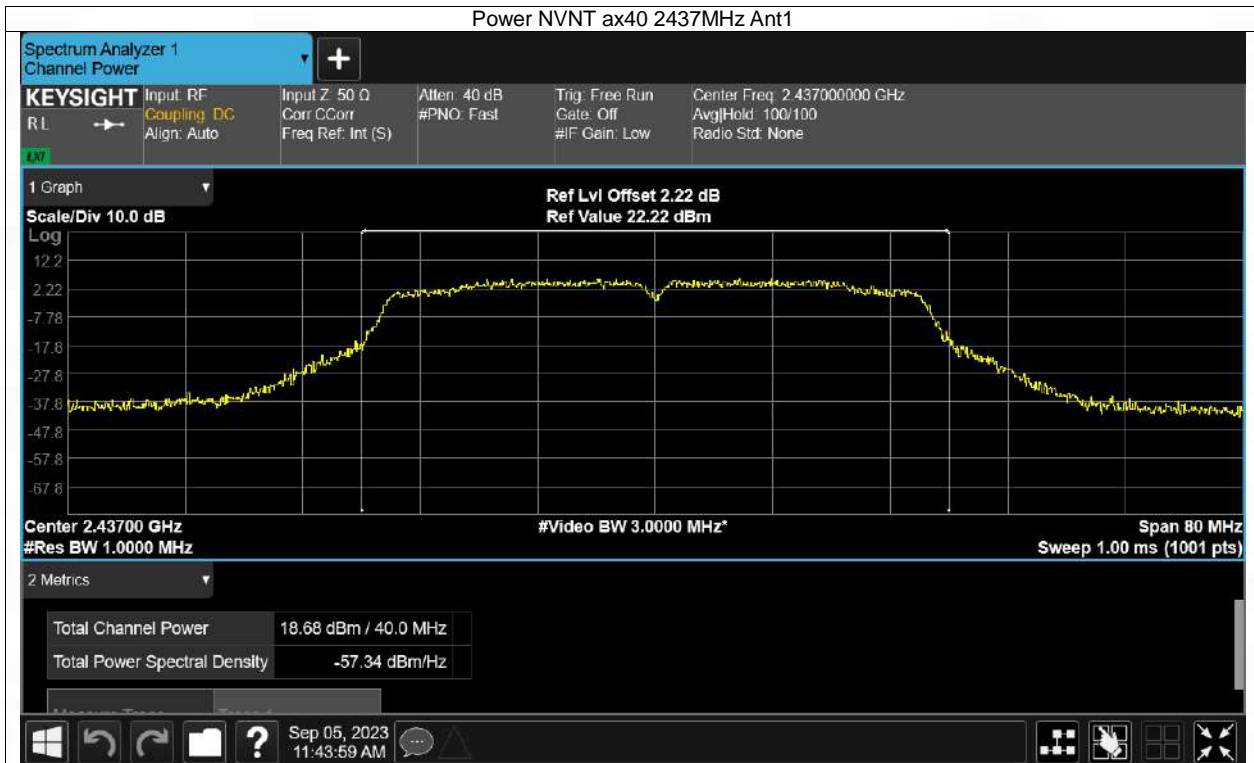 Power NVNT ax40 2437MHz Ant1
Spectrum Analyzer 1
Channel Power
KEYSIGHT
RL
LXI
Input: RF
Coupling: DC
Align: Auto
Input Z: 50 Ω
Corr CCorr
Freq Ref: Int (S)
Atten: 40 dB
#PNO: Fast
Trig: Free Run
Gate: Off
#IF Gain: Low
Center Freq: 2.437000000 GHz
Avg|Hold: 100/100
Radio Std: None
1 Graph
Scale/Div 10.0 dB
Ref Lvl Offset 2.22 dB
Ref Value 22.22 dBm
Log
12.2
2.22
-7.78
-17.8
-27.8
-37.8
-47.8
-57.8
-67.8
Center 2.43700 GHz
#Res BW 1.0000 MHz
#Video BW 3.0000 MHz*
Span 80 MHz
Sweep 1.00 ms (1001 pts)
2 Metrics
Total Channel Power 18.68 dBm / 40.0 MHz
Total Power Spectral Density -57.34 dBm/Hz
Sep 05, 2023
11:43:59 AM